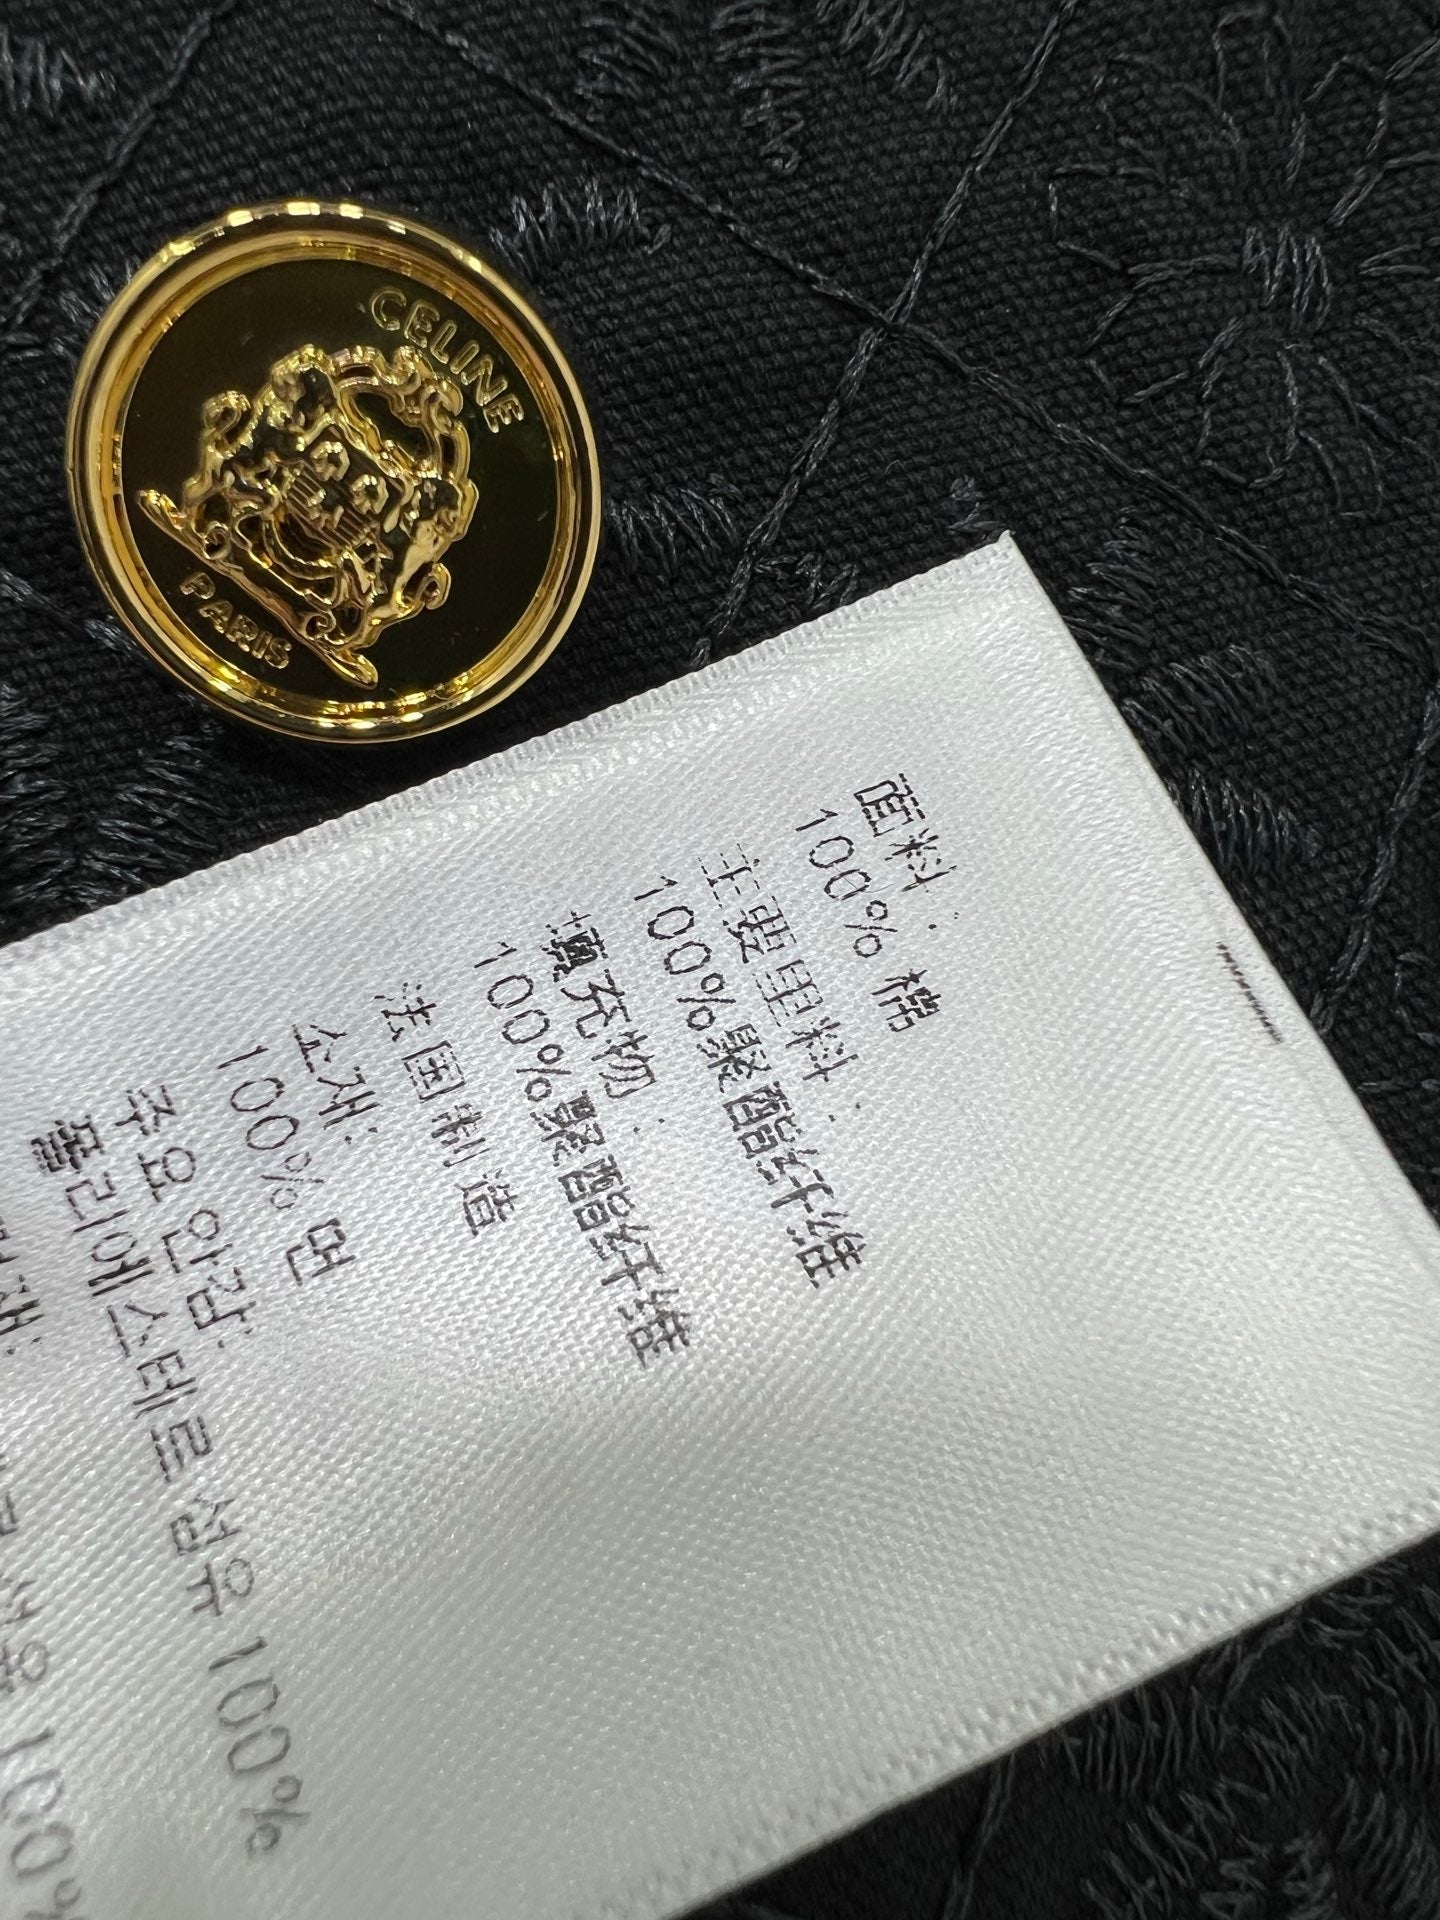 CELINE
PARIS
面料:
100% 棉
主要里料:
100%聚酯纤维
填充物:
100%聚酯纤维
法国制造
소재:
100% 면
주요 안감:
폴리에스테르 섬유 100%